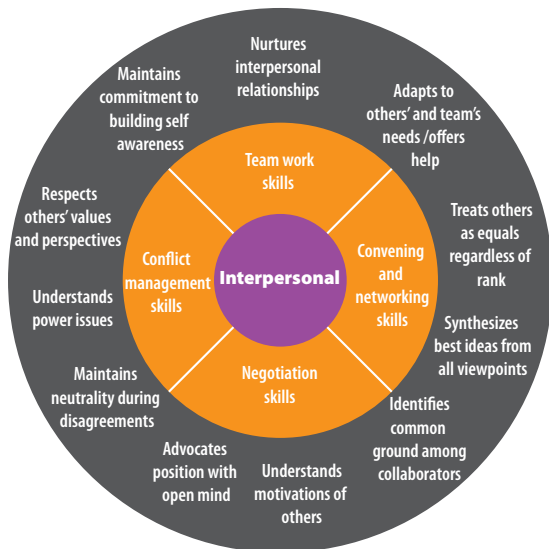 Nurtures
interpersonal
relationships
Maintains
commitment to
building self
awareness
Adapts to
others’ and team’s
needs /offers
help
Team work
skills
Respects
others’ values
and perspectives
Treats others
as equals
regardless of
rank
Conflict
management
skills
Interpersonal
Convening
and
networking
skills
Understands
power issues
Synthesizes
best ideas from
all viewpoints
Maintains
neutrality during
disagreements
Negotiation
skills
Identifies
common
ground among
collaborators
Advocates
position with
open mind
Understands
motivations of
others